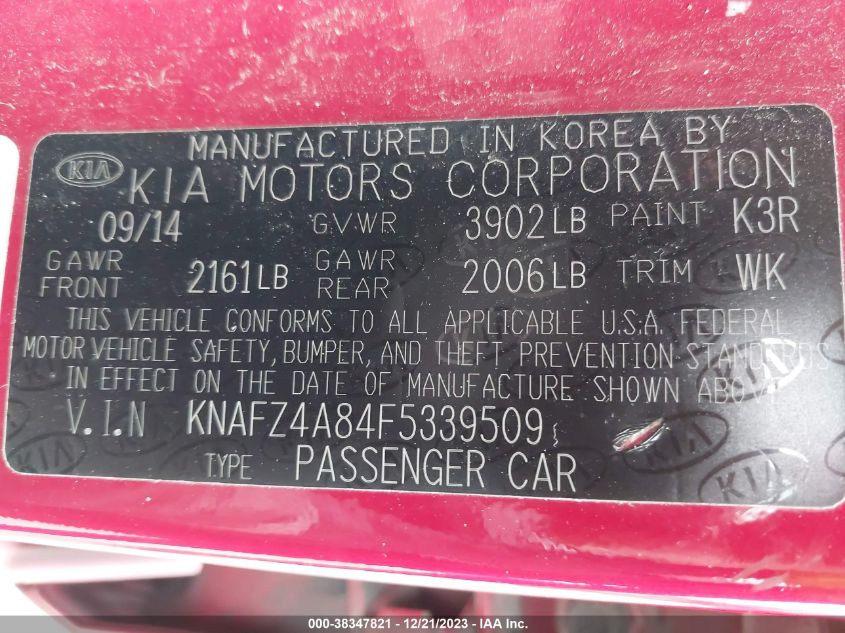 MANUFACTURED IN KOREA BY
KIA KIA MOTORS CORPORATION
09/14 GVWR 3902LB PAINT K3R
GAWR FRONT 2161LB GAWR REAR 2006LB TRIM WK
THIS VEHICLE CONFORMS TO ALL APPLICABLE U.S.A. FEDERAL
MOTOR VEHICLE SAFETY, BUMPER, AND THEFT PREVENTION STANDARDS
IN EFFECT ON THE DATE OF MANUFACTURE SHOWN ABOVE
V.I.N KNAFZ4A84F5339509
TYPE PASSENGER CAR
KIA
KIA
000-38347821 - 12/21/2023 - IAA Inc.